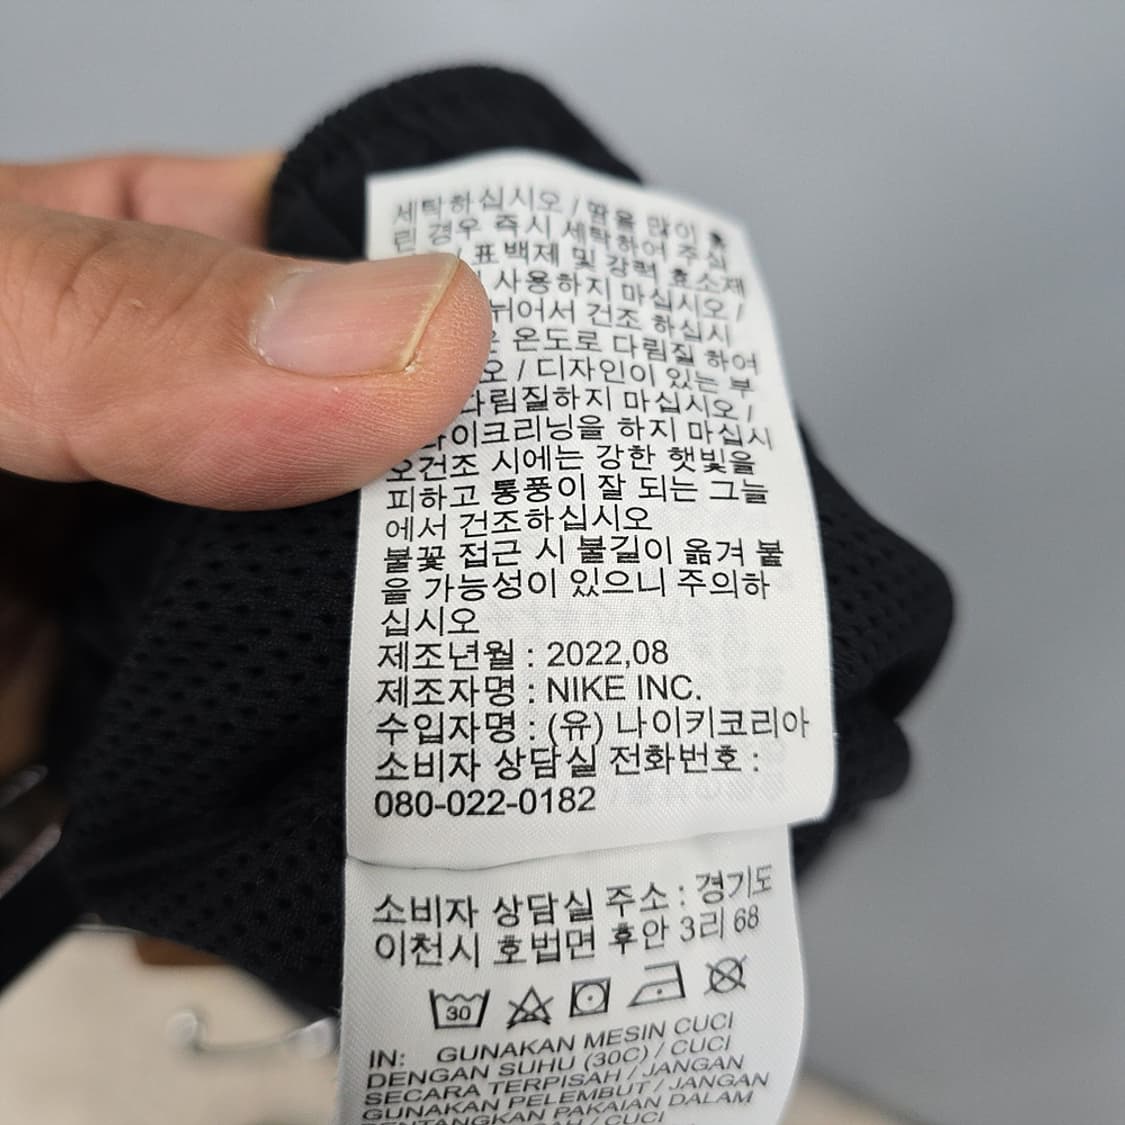 세탁하십시오 / 땀을 많이 흘
린 경우 즉시 세탁하여 주십
/ 표백제 및 강력 효소제
사용하지 마십시오 /
뉘어서 건조 하십시
온도로 다림질 하여
오 / 디자인이 있는 부
다림질하지 마십시오 /
라이크리닝을 하지 마십시
오건조 시에는 강한 햇빛을
피하고 통풍이 잘 되는 그늘
에서 건조하십시오
불꽃 접근 시 불길이 옮겨 붙
을 가능성이 있으니 주의하
십시오
제조년월 : 2022,08
제조자명 : NIKE INC.
수입자명 : (유) 나이키코리아
소비자 상담실 전화번호 :
080-022-0182
소비자 상담실 주소 : 경기도
이천시 호법면 후안 3리 68
30
IN: GUNAKAN MESIN CUCI
DENGAN SUHU (30C) / CUCI
SECARA TERPISAH / JANGAN
GUNAKAN PELEMBUT / JANGAN
PAKAIAN DALAM
/ CUCI